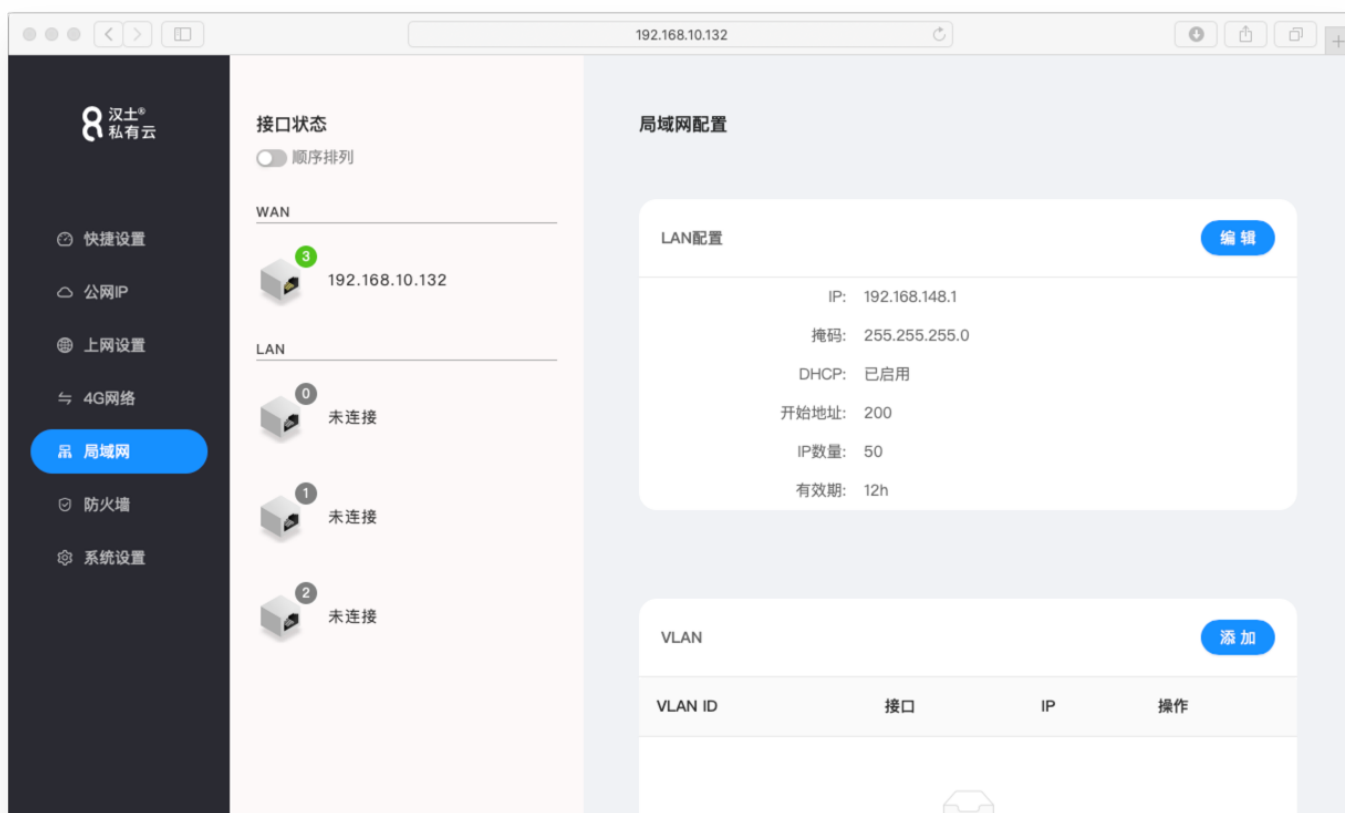 192.168.10.132
汉土®
私有云
快捷设置
公网IP
上网设置
4G网络
局域网
防火墙
系统设置
接口状态
顺序排列
WAN
3
192.168.10.132
LAN
0
未连接
1
未连接
2
未连接
局域网配置
LAN配置
编 辑
IP: 192.168.148.1
掩码: 255.255.255.0
DHCP: 已启用
开始地址: 200
IP数量: 50
有效期: 12h
VLAN
添 加
VLAN ID 接口 IP 操作